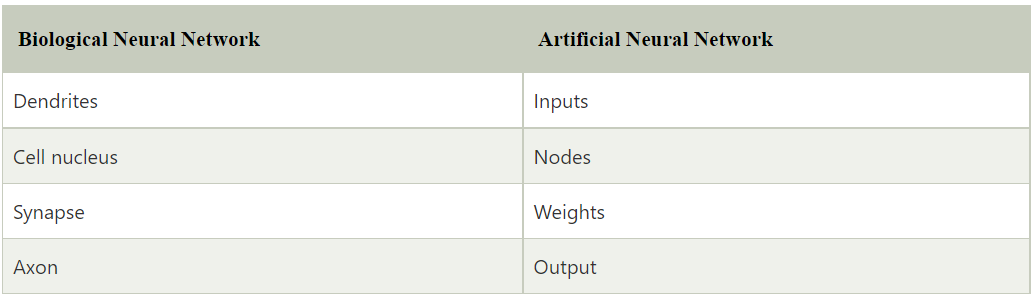 Biological Neural Network Artificial Neural Network
Dendrites Inputs
Cell nucleus Nodes
Synapse Weights
Axon Output